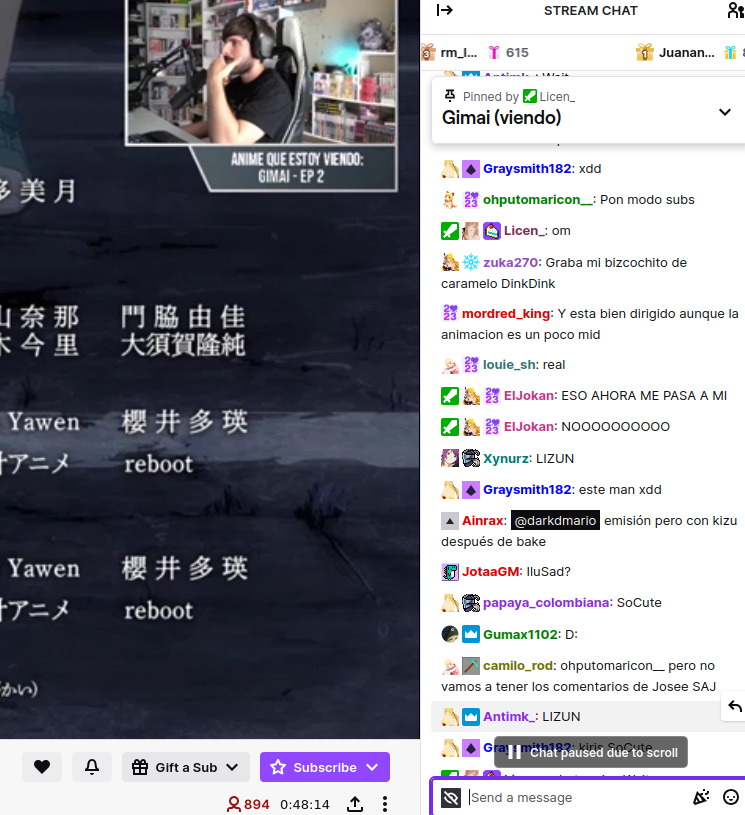 STREAM CHAT
3
rm_l...
615
1
Juanan...
Antimk_: Wait
Pinned by Licen_
Gimai (viendo)
Graysmith182: xdd
ohputomaricon__: Pon modo subs
Licen_: om
zuka270: Graba mi bizcochito de
caramelo DinkDink
mordred_king: Y esta bien dirigido aunque la
animacion es un poco mid
louie_sh: real
ElJokan: ESO AHORA ME PASA A MI
ElJokan: NOOOOOOOOOO
Xynurz: LIZUN
Graysmith182: este man xdd
Ainrax: @darkdmario emisión pero con kizu
después de bake
JotaaGM: IluSad?
papaya_colombiana: SoCute
Gumax1102: D:
camilo_rod: ohputomaricon__ pero no
vamos a tener los comentarios de Josee SAJ
Antimk_: LIZUN
Graysmith182: kiris SoCute
Chat paused due to scroll
Send a message
ANIME QUE ESTOY VIENDO:
GIMAI - EP 2
多美月
山奈那 門脇由佳
木今里 大須賀隆純
Yawen 櫻井多瑛
アニメ reboot
Yawen 櫻井多瑛
アニメ reboot
かい)
Gift a Sub
Subscribe
894
0:48:14